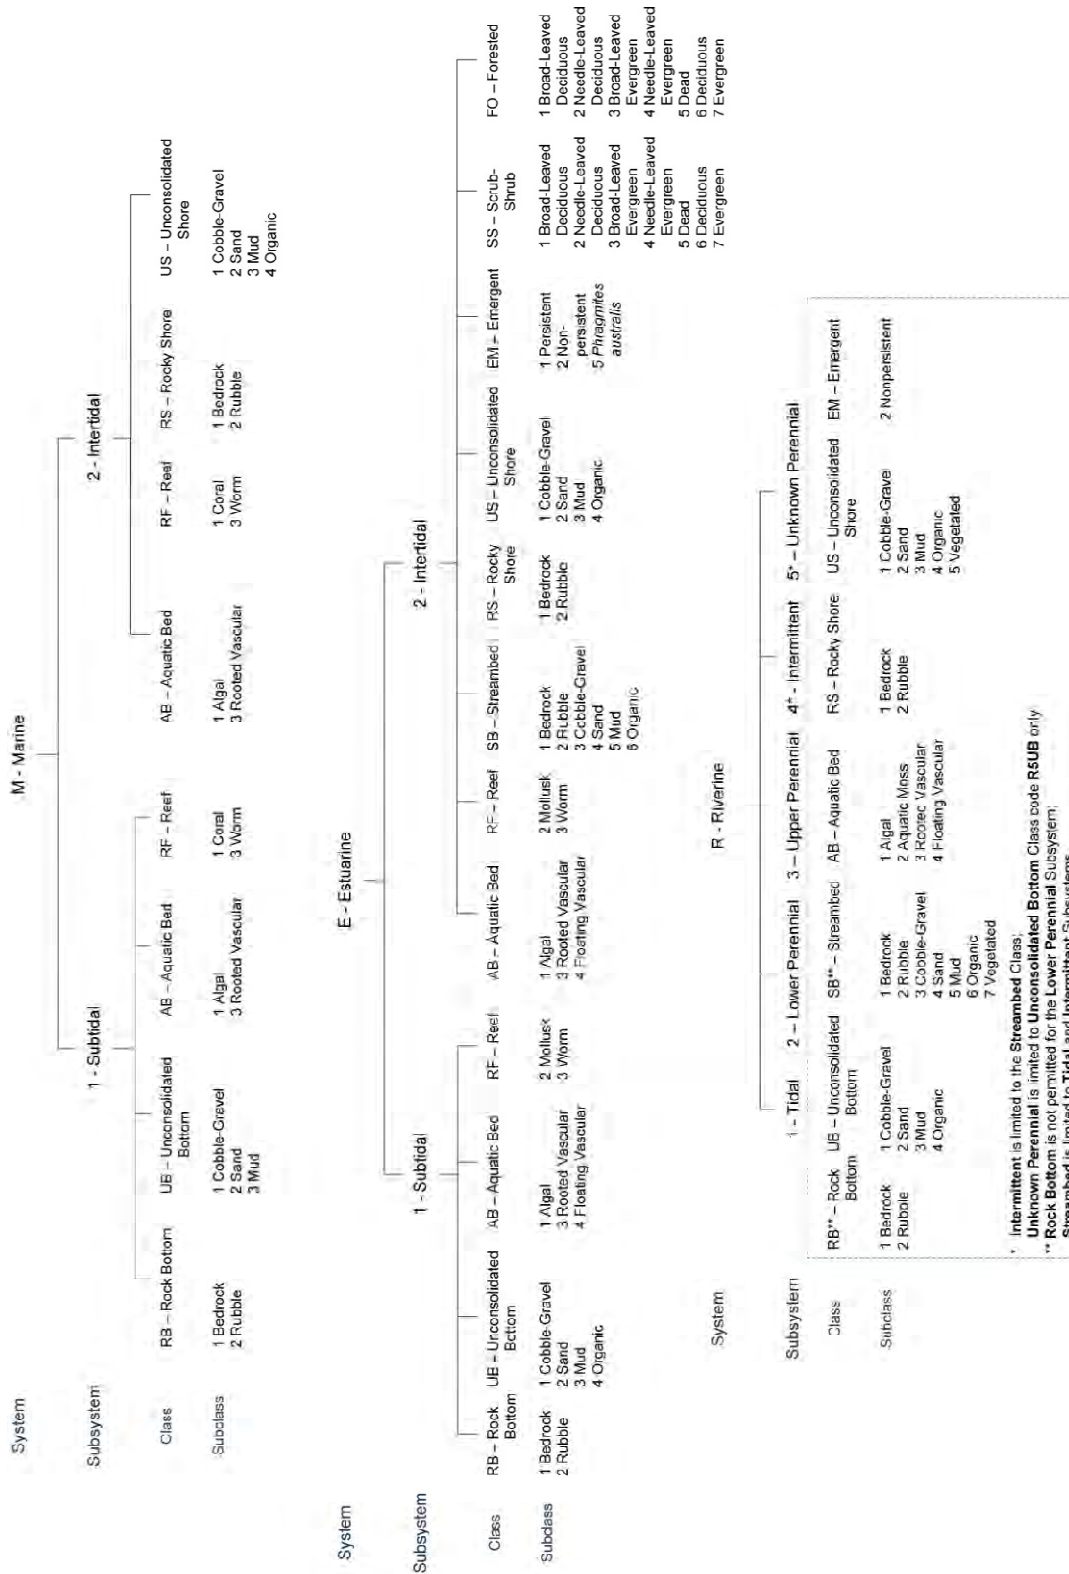 M - Marine
System
Subsystem
1 - Subtidal
2 - Intertidal
Class
RB – Rock Bottom
UB – Unconsolidated
Bottom
AB – Aquatic Bed
RF – Reef
AB – Aquatic Bed
RF – Reef
RS – Rocky Shore
US – Unconsolidated
Shore
Subclass
1 Bedrock
2 Rubble
1 Cobble-Gravel
2 Sand
3 Mud
1 Algal
3 Rooted Vascular
1 Coral
3 Worm
1 Algal
3 Rooted Vascular
1 Coral
3 Worm
1 Bedrock
2 Rubble
1 Cobble-Gravel
2 Sand
3 Mud
4 Organic
System
E - Estuarine
Subsystem
1 - Subtidal
2 - Intertidal
Class
RB – Rock
Bottom
UB – Unconsolidated
Bottom
AB – Aquatic Bed
RF – Reef
AB – Aquatic Bed
RF – Reef
SB – Streambed
RS – Rocky
Shore
US – Unconsolidated
Shore
EM – Emergent
SS – Scrub-
Shrub
FO – Forested
Subclass
1 Bedrock
2 Rubble
1 Cobble-Gravel
2 Sand
3 Mud
4 Organic
1 Algal
3 Rooted Vascular
4 Floating Vascular
2 Mollusk
3 Worm
1 Algal
3 Rooted Vascular
4 Floating Vascular
2 Mollusk
3 Worm
1 Bedrock
2 Rubble
3 Cobble-Gravel
4 Sand
5 Mud
6 Organic
1 Bedrock
2 Rubble
1 Cobble-Gravel
2 Sand
3 Mud
4 Organic
1 Persistent
2 Non-
persistent
5 Phragmites
australis
1 Broad-Leaved
Deciduous
2 Needle-Leaved
Deciduous
3 Broad-Leaved
Evergreen
4 Needle-Leaved
Evergreen
5 Dead
6 Deciduous
7 Evergreen
1 Broad-Leaved
Deciduous
2 Needle-Leaved
Deciduous
3 Broad-Leaved
Evergreen
4 Needle-Leaved
Evergreen
5 Dead
6 Deciduous
7 Evergreen
System
R - Riverine
Subsystem
1 - Tidal
2 – Lower Perennial
3 – Upper Perennial
4* - Intermittent
5* – Unknown Perennial
Class
RB** – Rock
Bottom
UB – Unconsolidated
Bottom
SB** – Streambed
AB – Aquatic Bed
RS – Rocky Shore
US – Unconsolidated
Shore
EM – Emergent
Subclass
1 Bedrock
2 Rubble
1 Cobble-Gravel
2 Sand
3 Mud
4 Organic
1 Bedrock
2 Rubble
3 Cobble-Gravel
4 Sand
5 Mud
6 Organic
7 Vegetated
1 Algal
2 Aquatic Moss
3 Rooted Vascular
4 Floating Vascular
1 Bedrock
2 Rubble
1 Cobble-Gravel
2 Sand
3 Mud
4 Organic
5 Vegetated
2 Nonpersistent
* Intermittent is limited to the Streambed Class;
Unknown Perennial is limited to Unconsolidated Bottom Class code R5UB only
** Rock Bottom is not permitted for the Lower Perennial Subsystem;
Streambed is limited to Tidal and Intermittent Subsystems